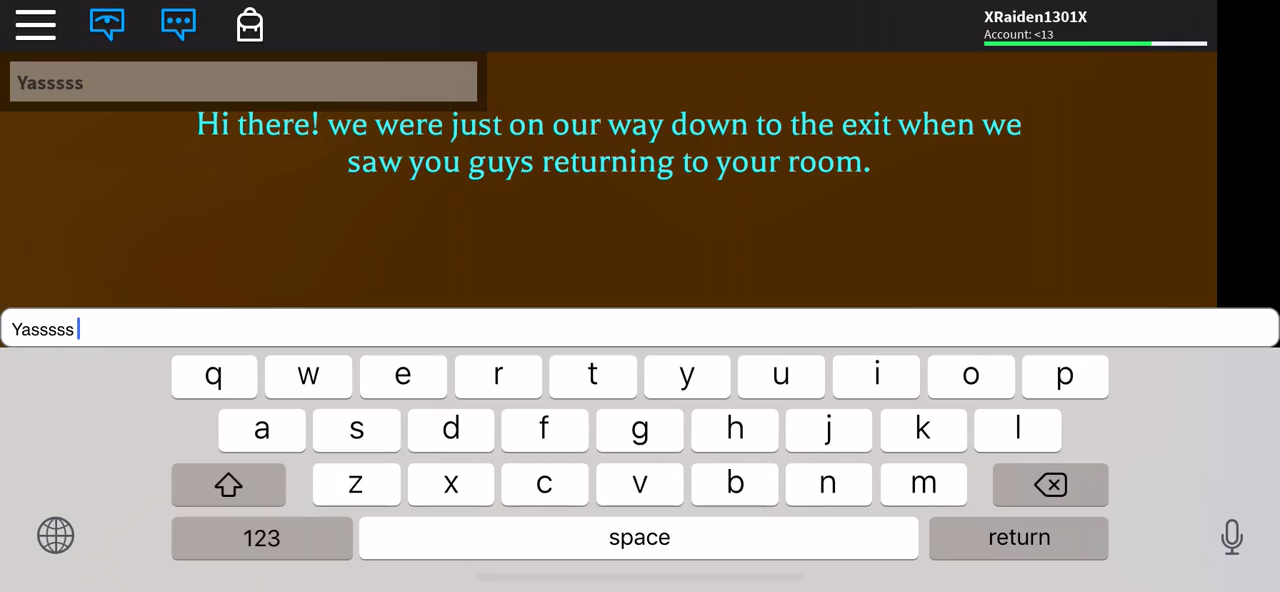 XRaiden1301X
Account: <13
Yasssss
Hi there! we were just on our way down to the exit when we
saw you guys returning to your room.
Yasssss
q w e r t y u i o p
a s d f g h j k l
z x c v b n m
123 space return